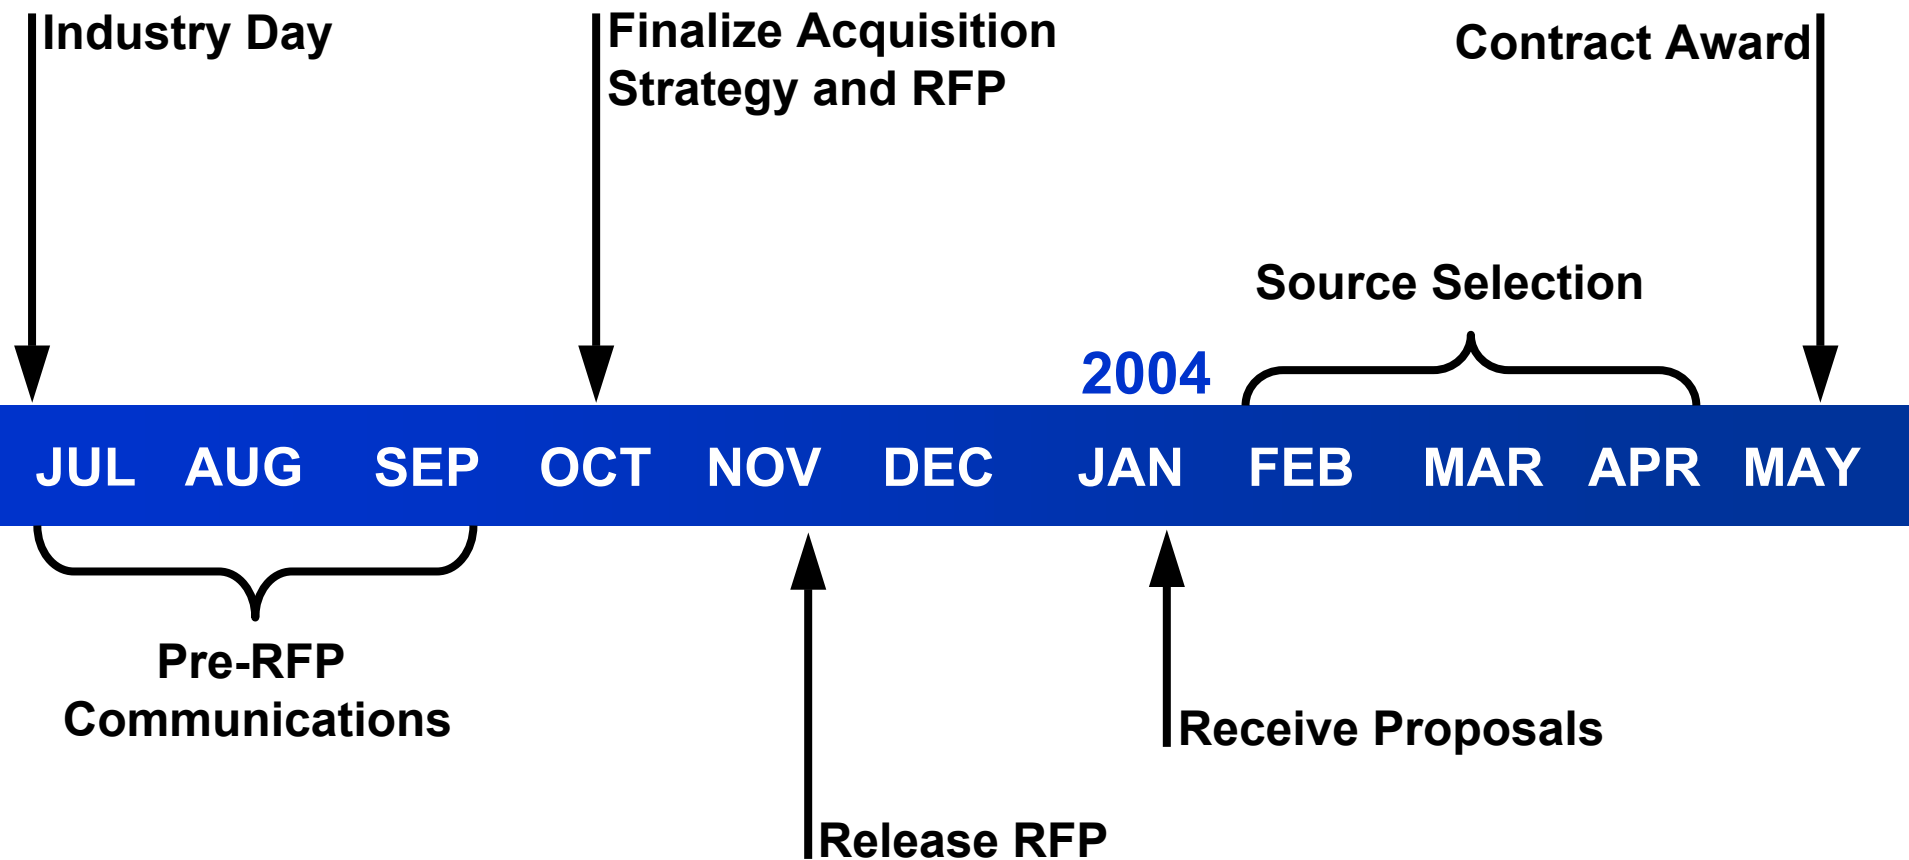 Industry Day
Finalize Acquisition
Strategy and RFP
Contract Award
Source Selection
2004
JUL AUG SEP OCT NOV DEC JAN FEB MAR APR MAY
Pre-RFP
Communications
Receive Proposals
Release RFP